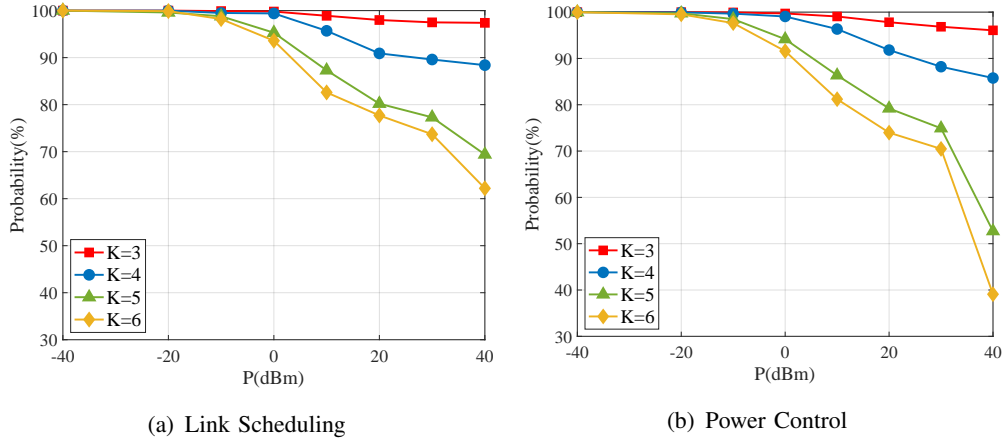 100
90
80
70
60
50
40
30
Probability(%)
K=3
K=4
K=5
K=6
-40
-20
0
20
40
P(dBm)
(a) Link Scheduling
100
90
80
70
60
50
40
30
Probability(%)
K=3
K=4
K=5
K=6
-40
-20
0
20
40
P(dBm)
(b) Power Control